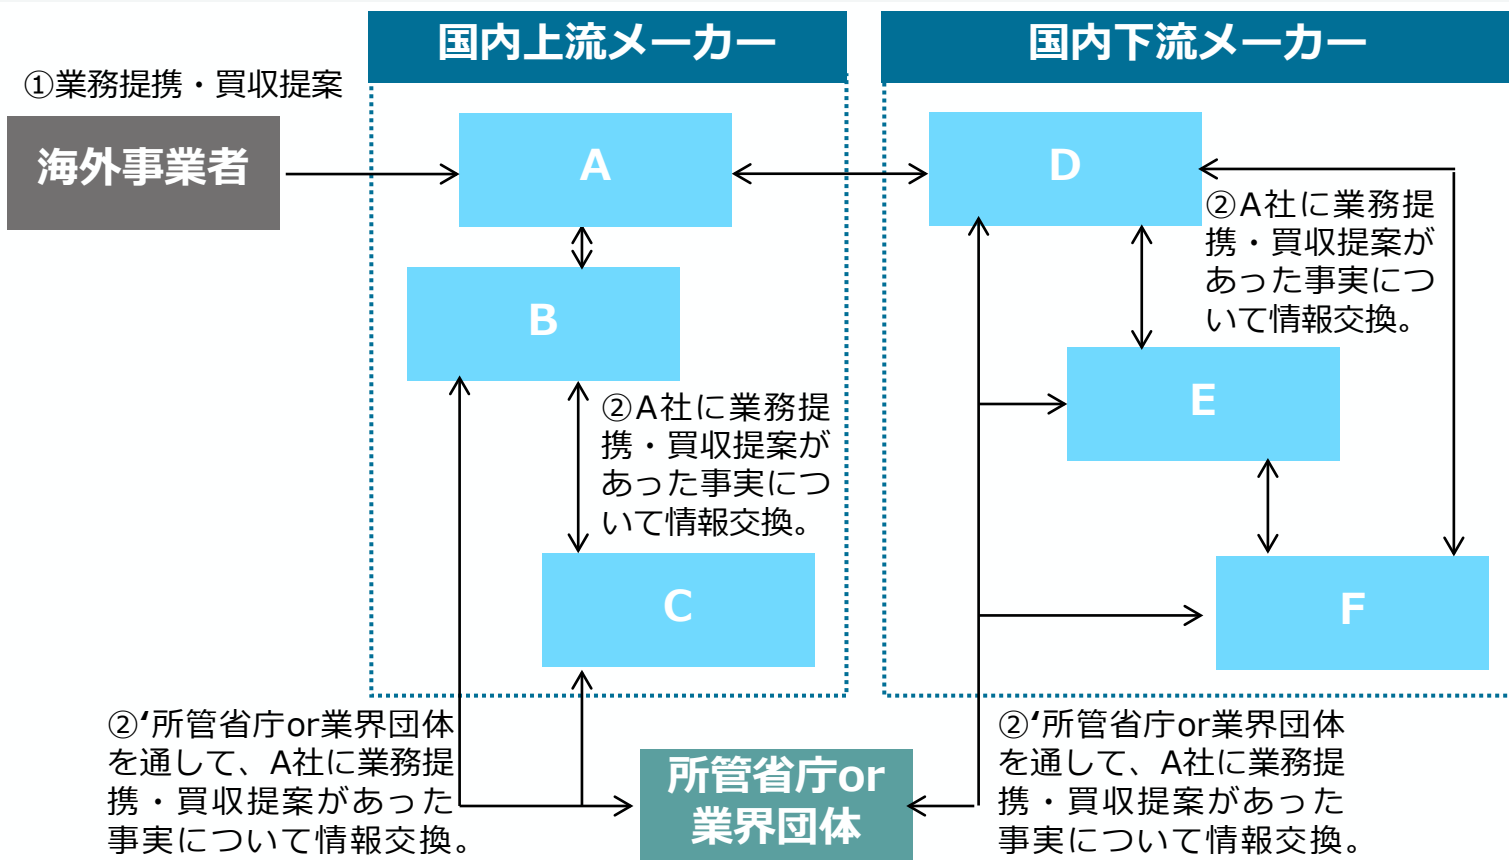 国内上流メーカー
国内下流メーカー
①業務提携・買収提案
海外事業者
A
D
②A社に業務提
携・買収提案が
あった事実につ
いて情報交換。
B
E
②A社に業務提
携・買収提案が
あった事実につ
いて情報交換。
C
F
②‘所管省庁or業界団体
を通して、A社に業務提
携・買収提案があった
事実について情報交換。
所管省庁or
業界団体
②‘所管省庁or業界団体
を通して、A社に業務提
携・買収提案があった
事実について情報交換。